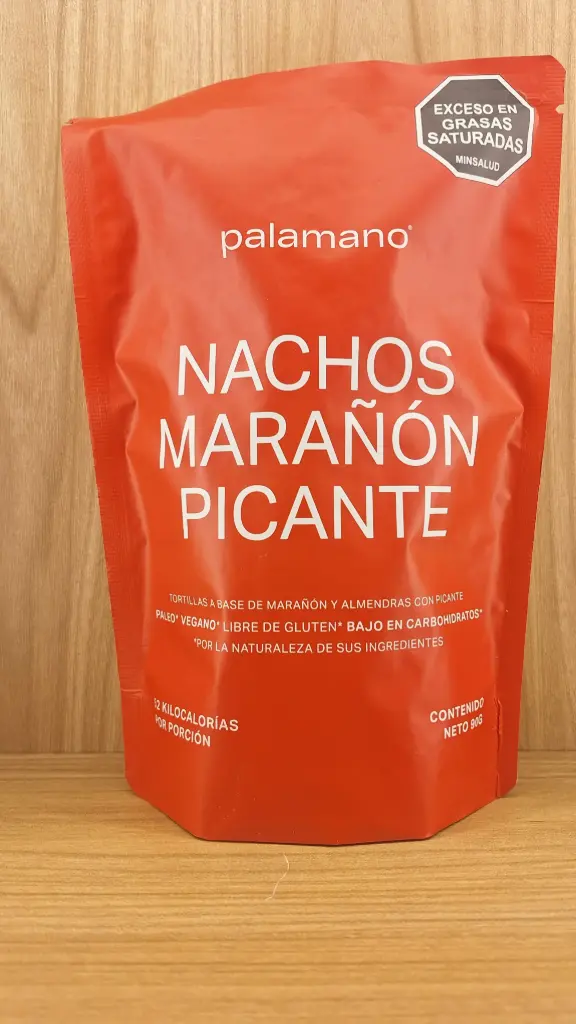 EXCESO EN
GRASAS
SATURADAS
MINSALUD
palamano
NACHOS
MARAÑÓN
PICANTE
TORTILLAS A BASE DE MARAÑÓN Y ALMENDRAS CON PICANTE
PALEO* VEGANO* LIBRE DE GLUTEN* BAJO EN CARBOHIDRATOS*
*POR LA NATURALEZA DE SUS INGREDIENTES
KILOCALORÍAS
POR PORCIÓN
CONTENIDO
NETO 90G